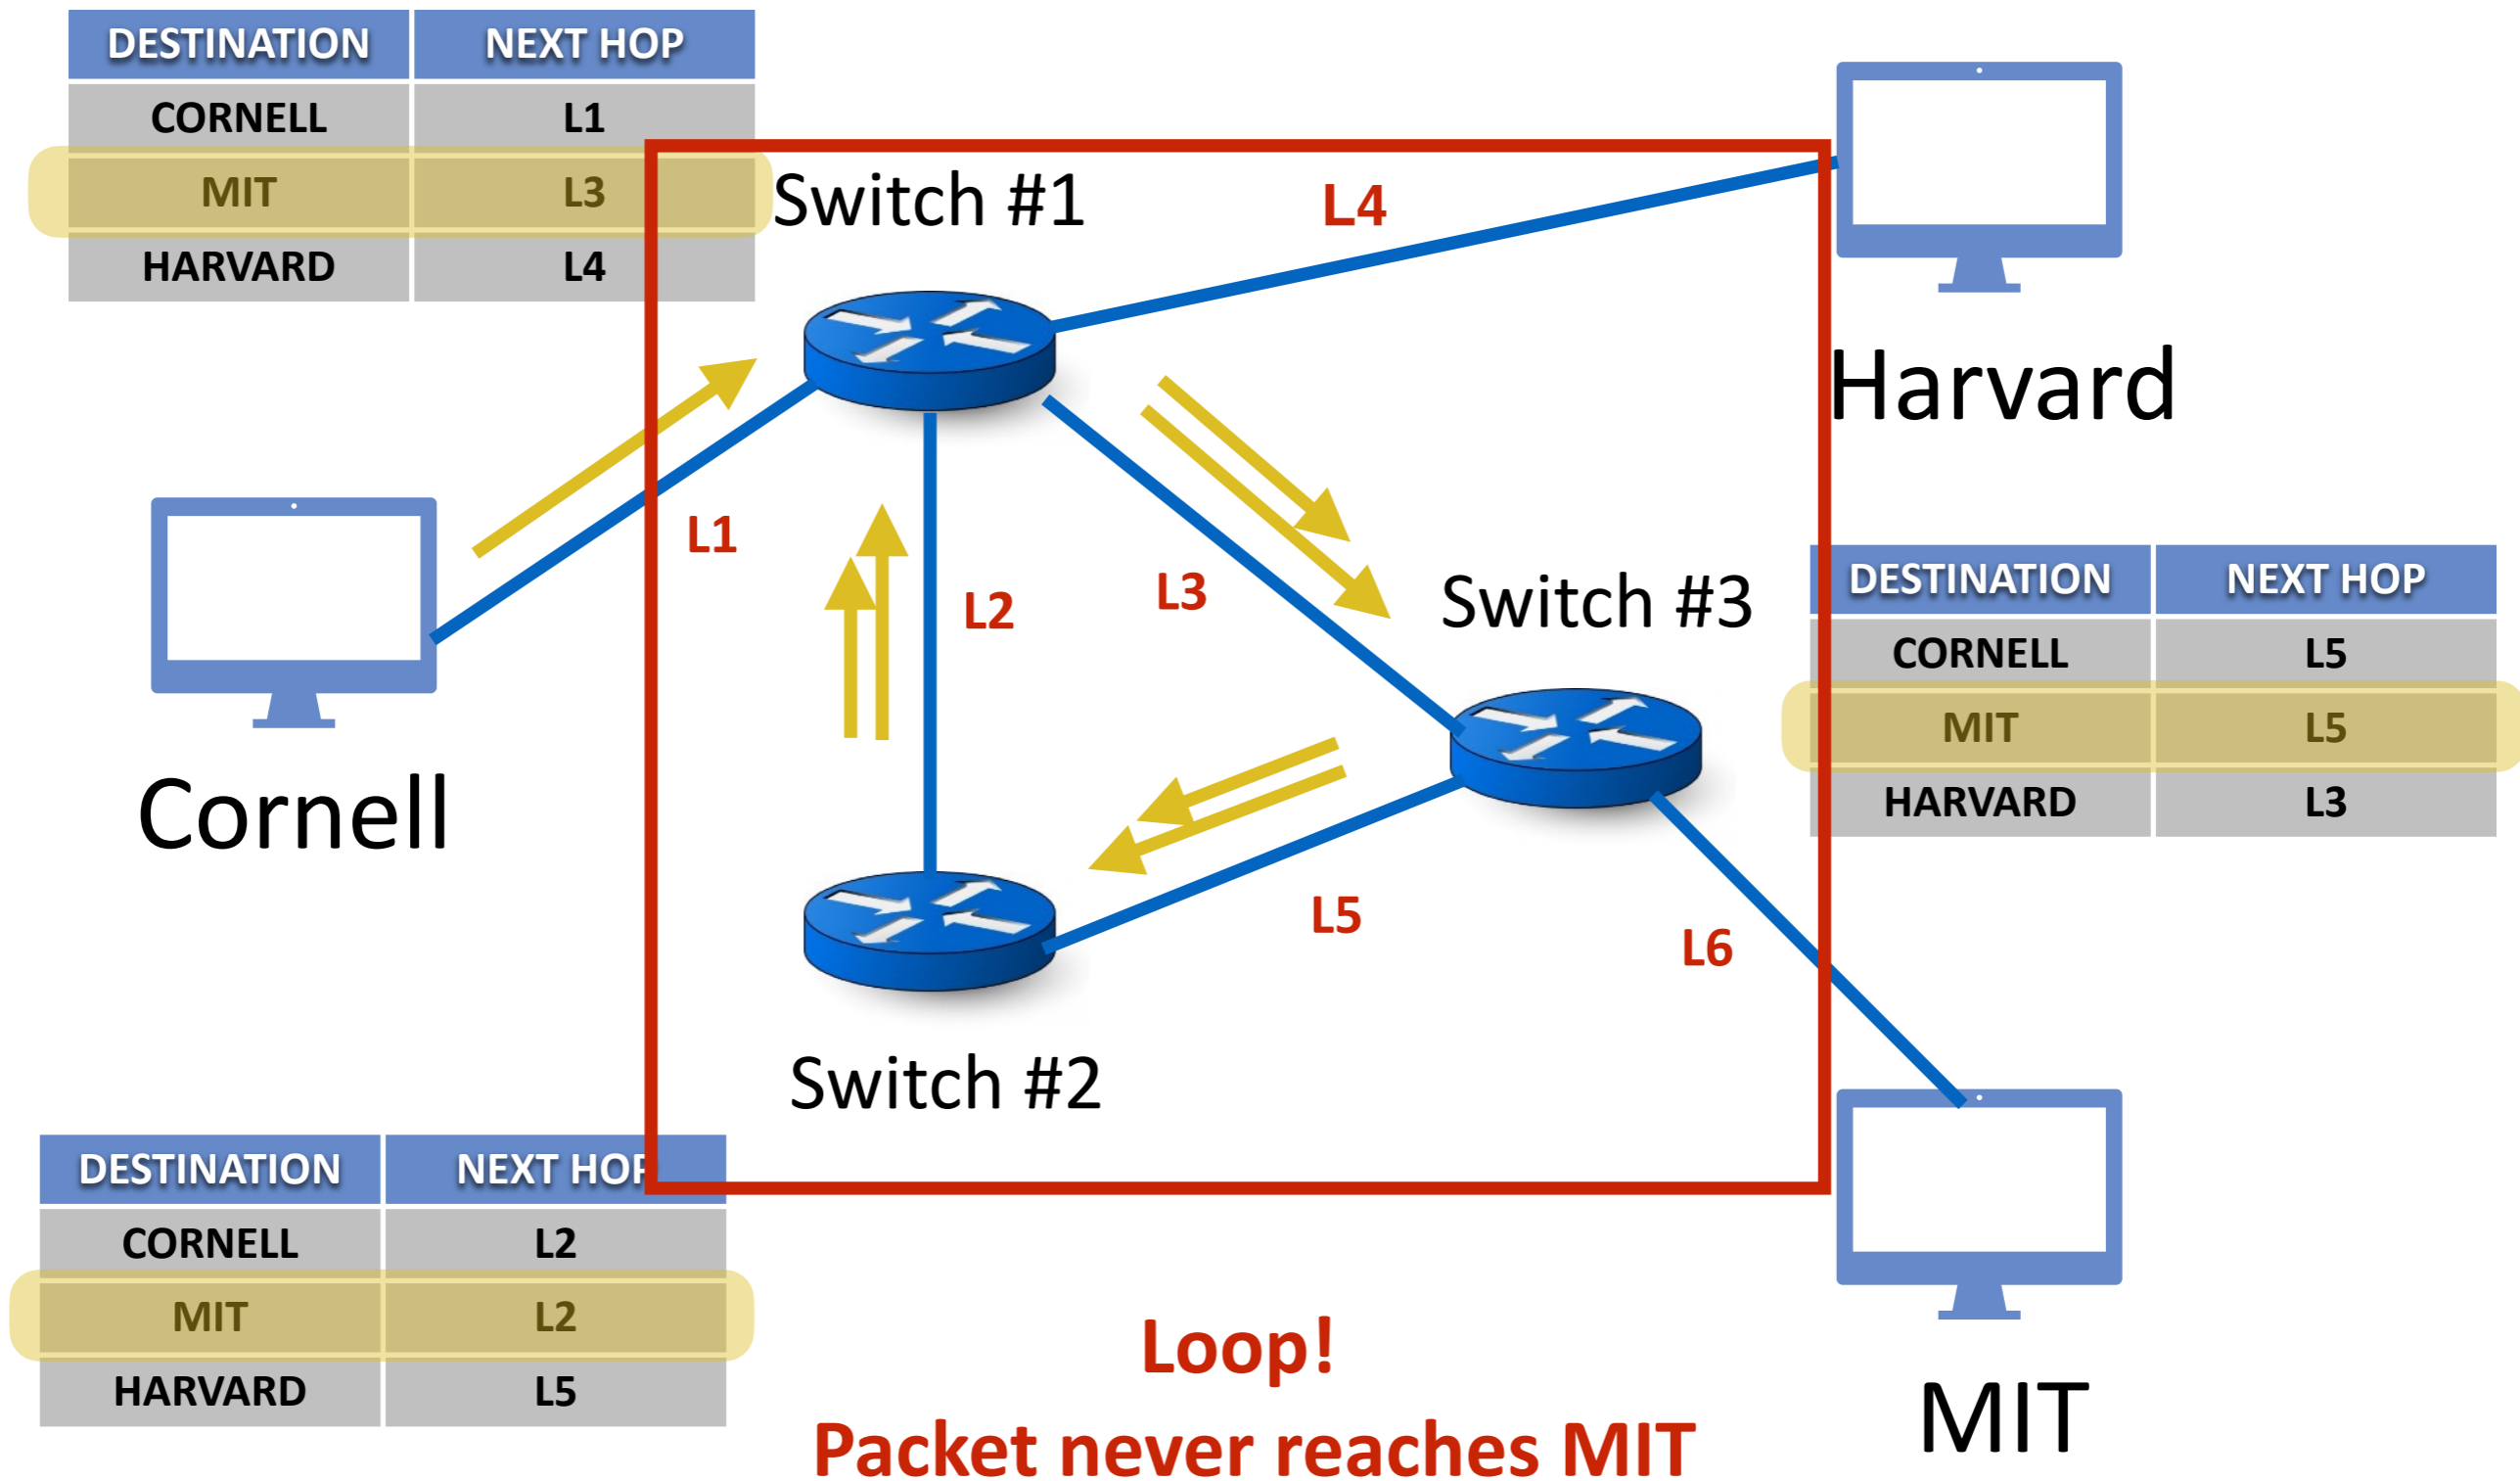 DESTINATION NEXT HOP
CORNELL L1
MIT L3
HARVARD L4
Switch #1
L4
Harvard
L1
L2
L3
Switch #3
Cornell
DESTINATION NEXT HOP
CORNELL L5
MIT L5
HARVARD L3
L5
L6
Switch #2
DESTINATION NEXT HOP
CORNELL L2
MIT L2
HARVARD L5
Loop!
Packet never reaches MIT
MIT